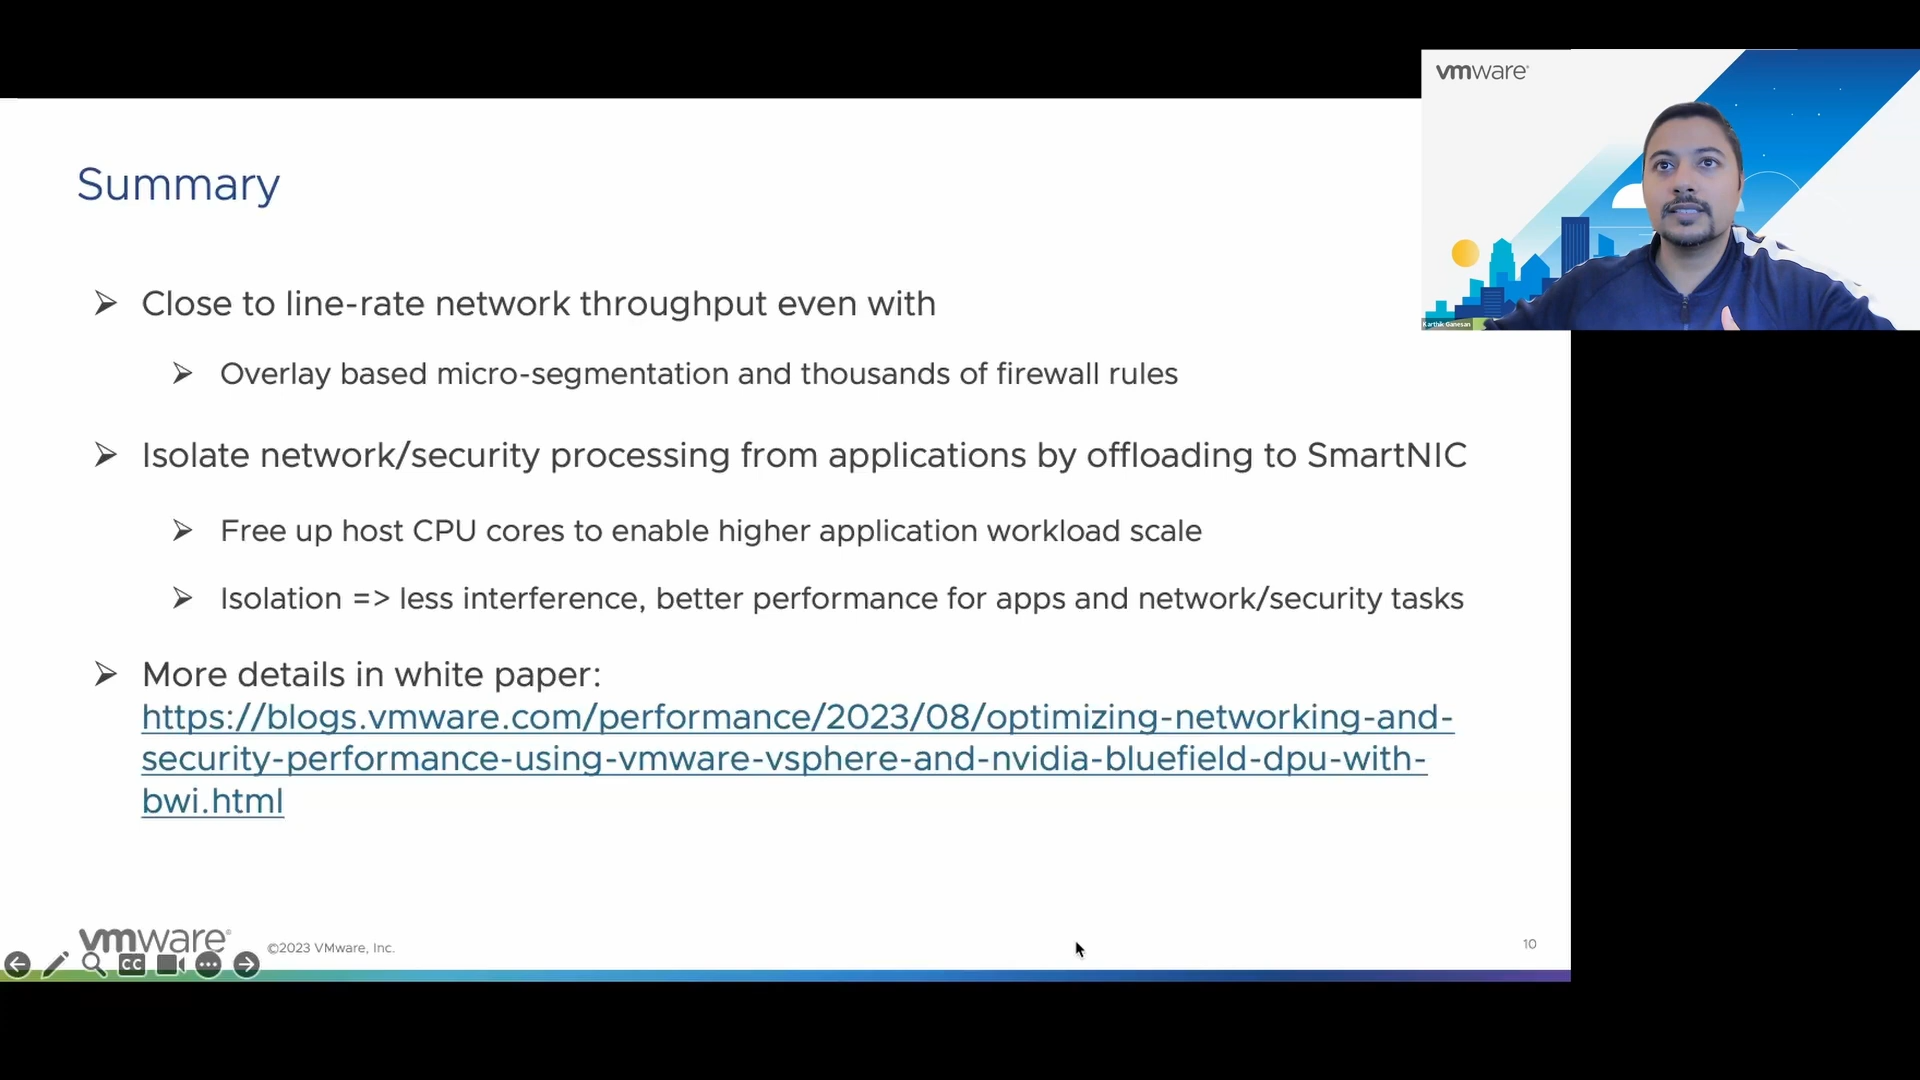 vmware®
Karthik Ganesan
Summary
Close to line-rate network throughput even with
Overlay based micro-segmentation and thousands of firewall rules
Isolate network/security processing from applications by offloading to SmartNIC
Free up host CPU cores to enable higher application workload scale
Isolation => less interference, better performance for apps and network/security tasks
More details in white paper:
https://blogs.vmware.com/performance/2023/08/optimizing-networking-and-
security-performance-using-vmware-vsphere-and-nvidia-bluefield-dpu-with-
bwi.html
vmware®
©2023 VMware, Inc.
10
CC